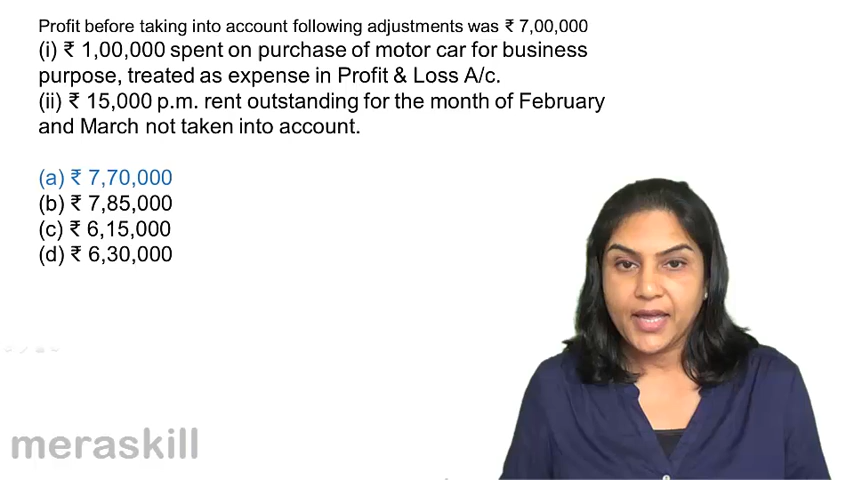 Profit before taking into account following adjustments was ₹ 7,00,000
(i) ₹ 1,00,000 spent on purchase of motor car for business
purpose, treated as expense in Profit & Loss A/c.
(ii) ₹ 15,000 p.m. rent outstanding for the month of February
and March not taken into account.
(a) ₹ 7,70,000
(b) ₹ 7,85,000
(c) ₹ 6,15,000
(d) ₹ 6,30,000
meraskill